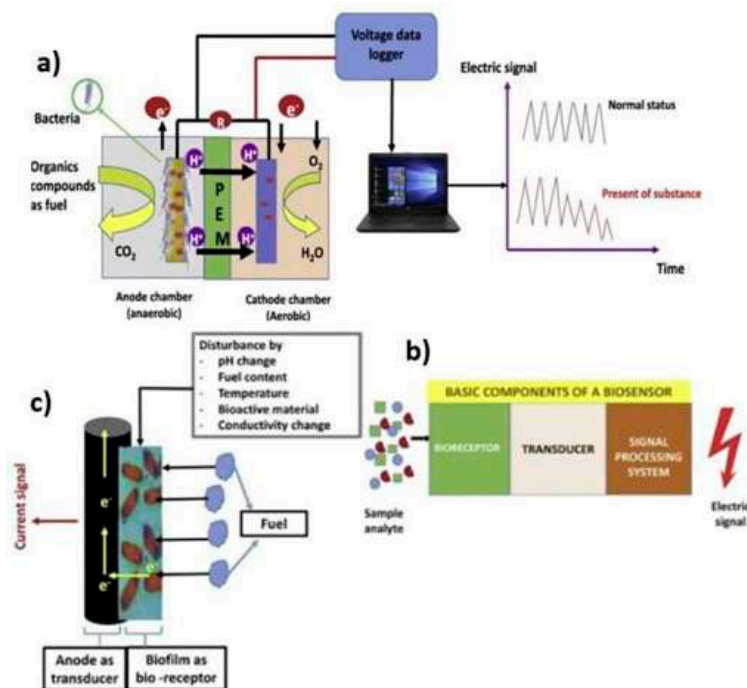 a)
Voltage data
logger
Electric signal
Normal status
Present of substance
Time
e-
R
e-
Bacteria
Organics
compounds
as fuel
H+
H+
O2
P
E
M
CO2
H+
H+
H2O
Anode chamber
(anaerobic)
Cathode chamber
(Aerobic)
b)
BASIC COMPONENTS OF A BIOSENSOR
BIORECEPTOR
TRANSDUCER
SIGNAL
PROCESSING
SYSTEM
Sample
analyte
Electric
signal
c)
Disturbance by
- pH change
- Fuel content
- Temperature
- Bioactive material
- Conductivity change
Current signal
e-
e-
e-
Fuel
Anode as
transducer
Biofilm as
bio -receptor